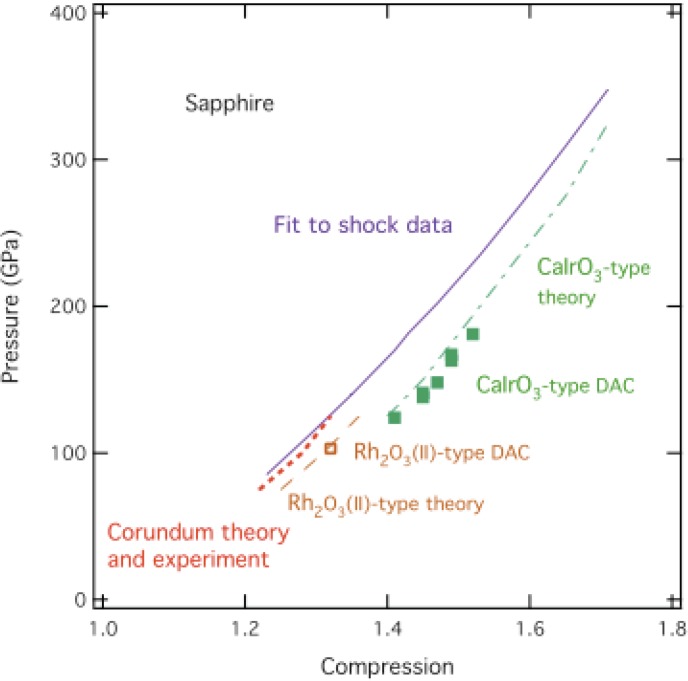 400
Sapphire
300
Fit to shock data
CaIrO₃-type
theory
Pressure (GPa)
200
CaIrO₃-type DAC
100
Rh₂O₃(II)-type DAC
Rh₂O₃(II)-type theory
Corundum theory
and experiment
0
1.0 1.2 1.4 1.6 1.8
Compression